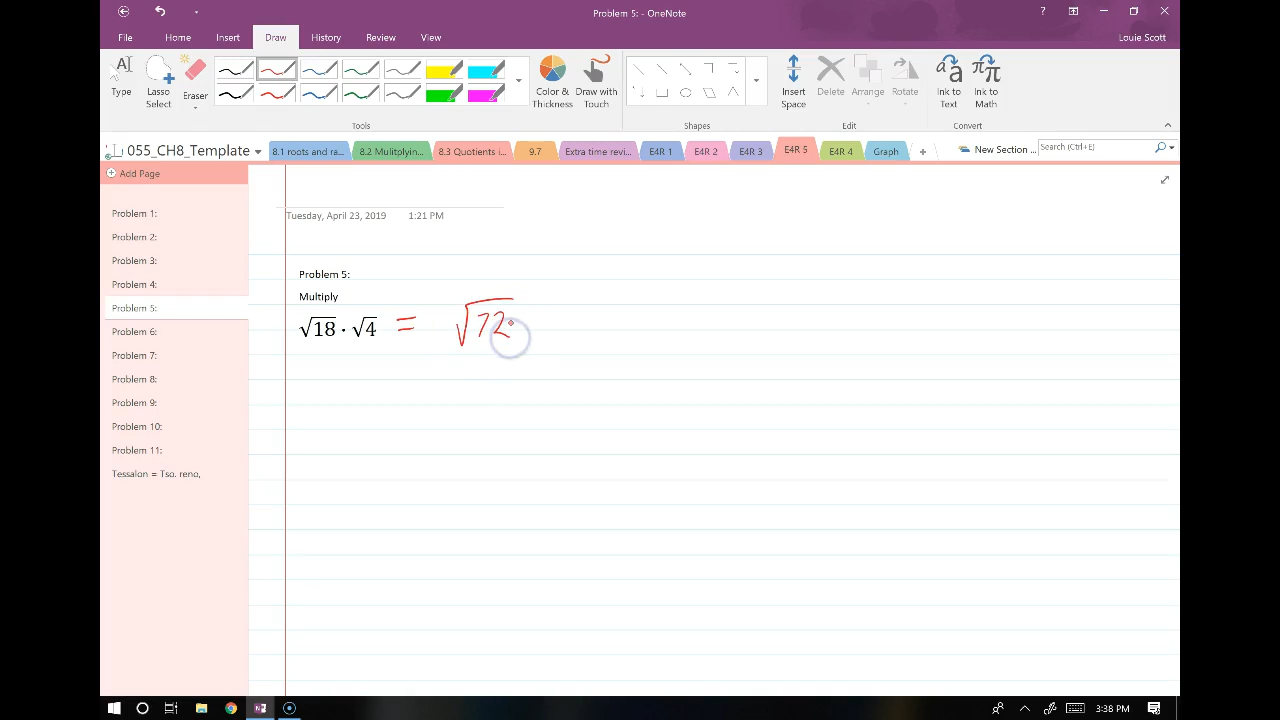 Problem 5: - OneNote
?
File
Home
Insert
Draw
History
Review
View
Louie Scott
Type
Lasso Select
Eraser
Color & Thickness
Draw with Touch
Insert Space
Delete
Arrange
Rotate
Ink to Text
Ink to Math
Tools
Shapes
Edit
Convert
055_CH8_Template
8.1 roots and ra...
8.2 Mulitplyin...
8.3 Quotients i...
9.7
Extra time revi...
E4R 1
E4R 2
E4R 3
E4R 5
E4R 4
Graph
+
New Section ...
Search (Ctrl+E)
Add Page
Tuesday, April 23, 2019 1:21 PM
Problem 1:
Problem 2:
Problem 3:
Problem 4:
Problem 5:
Problem 6:
Problem 7:
Problem 8:
Problem 9:
Problem 10:
Problem 11:
Tessalon = Tso. reno,
Problem 5:
Multiply
√18 · √4 = √72
3:38 PM